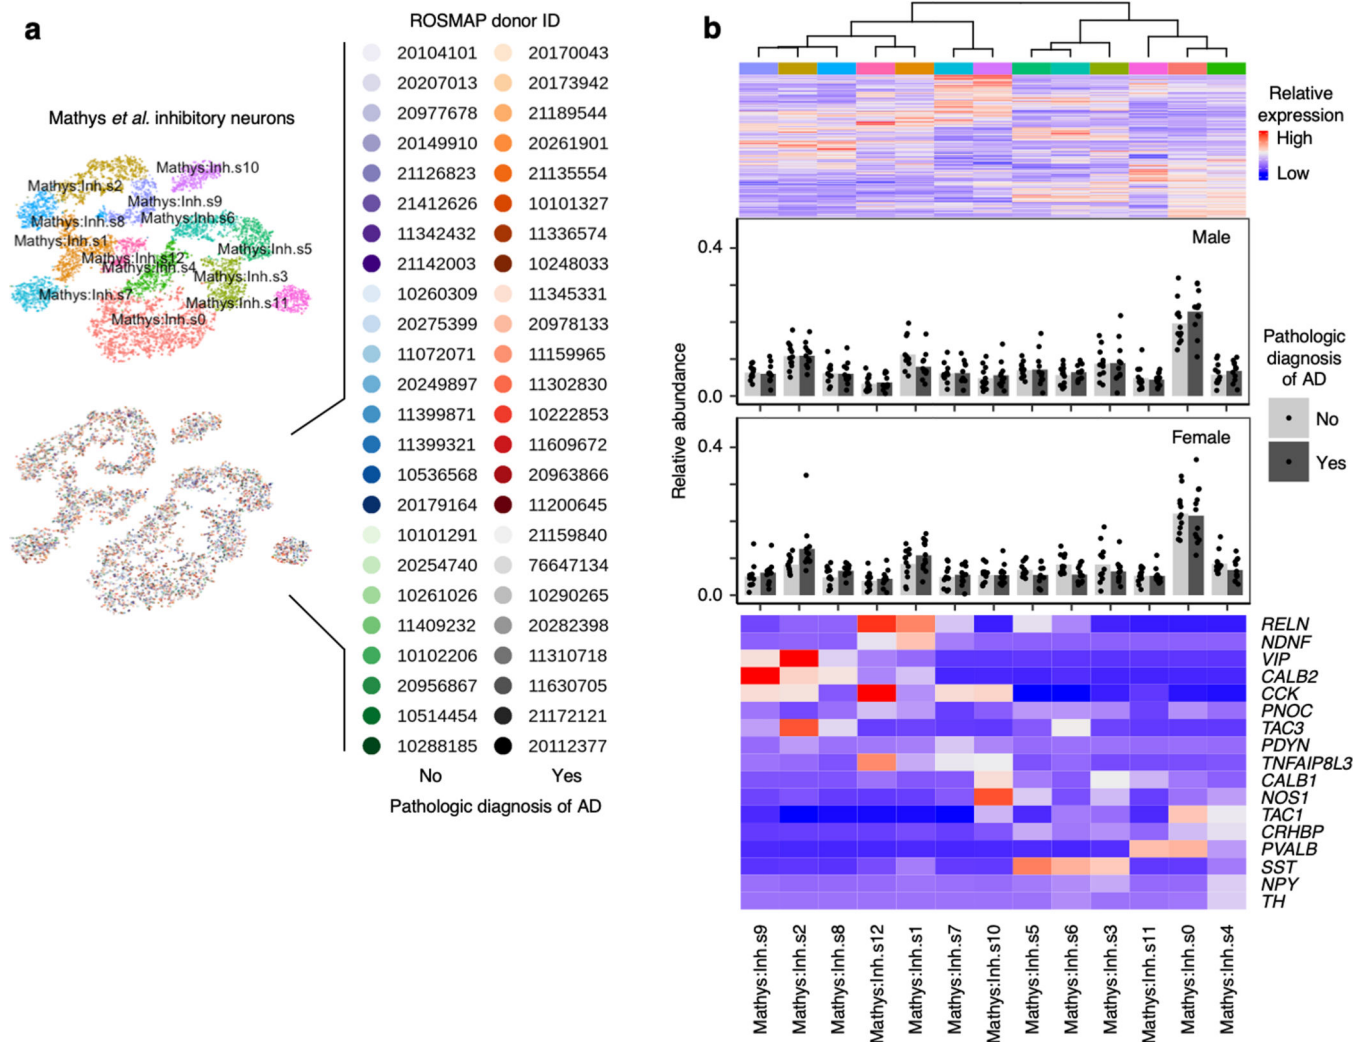 a
ROSMAP donor ID
Mathys et al. inhibitory neurons
Mathys:Inh.s10
Mathys:Inh.s2
Mathys:Inh.s9
Mathys:Inh.s6
Mathys:Inh.s8
Mathys:Inh.s1
Mathys:Inh.s5
Mathys:Inh.s12
Mathys:Inh.s4
Mathys:Inh.s3
Mathys:Inh.s7
Mathys:Inh.s11
Mathys:Inh.s0
20104101 20170043
20207013 20173942
20977678 21189544
20149910 20261901
21126823 21135554
21412626 10101327
11342432 11336574
21142003 10248033
10260309 11345331
20275399 20978133
11072071 11159965
20249897 11302830
11399871 10222853
11399321 11609672
10536568 20963866
20179164 11200645
10101291 21159840
20254740 76647134
10261026 10290265
11409232 20282398
10102206 11310718
20956867 11630705
10514454 21172121
10288185 20112377
No Yes
Pathologic diagnosis of AD
b
Relative
expression
High
Low
Male
0.4
0.0
Relative abundance
Female
0.4
0.0
Pathologic
diagnosis
of AD
No
Yes
RELN
NDNF
VIP
CALB2
CCK
PNOC
TAC3
PDYN
TNFAIP8L3
CALB1
NOS1
TAC1
CRHBP
PVALB
SST
NPY
TH
Mathys:Inh.s9
Mathys:Inh.s2
Mathys:Inh.s8
Mathys:Inh.s12
Mathys:Inh.s1
Mathys:Inh.s7
Mathys:Inh.s10
Mathys:Inh.s5
Mathys:Inh.s6
Mathys:Inh.s3
Mathys:Inh.s11
Mathys:Inh.s0
Mathys:Inh.s4